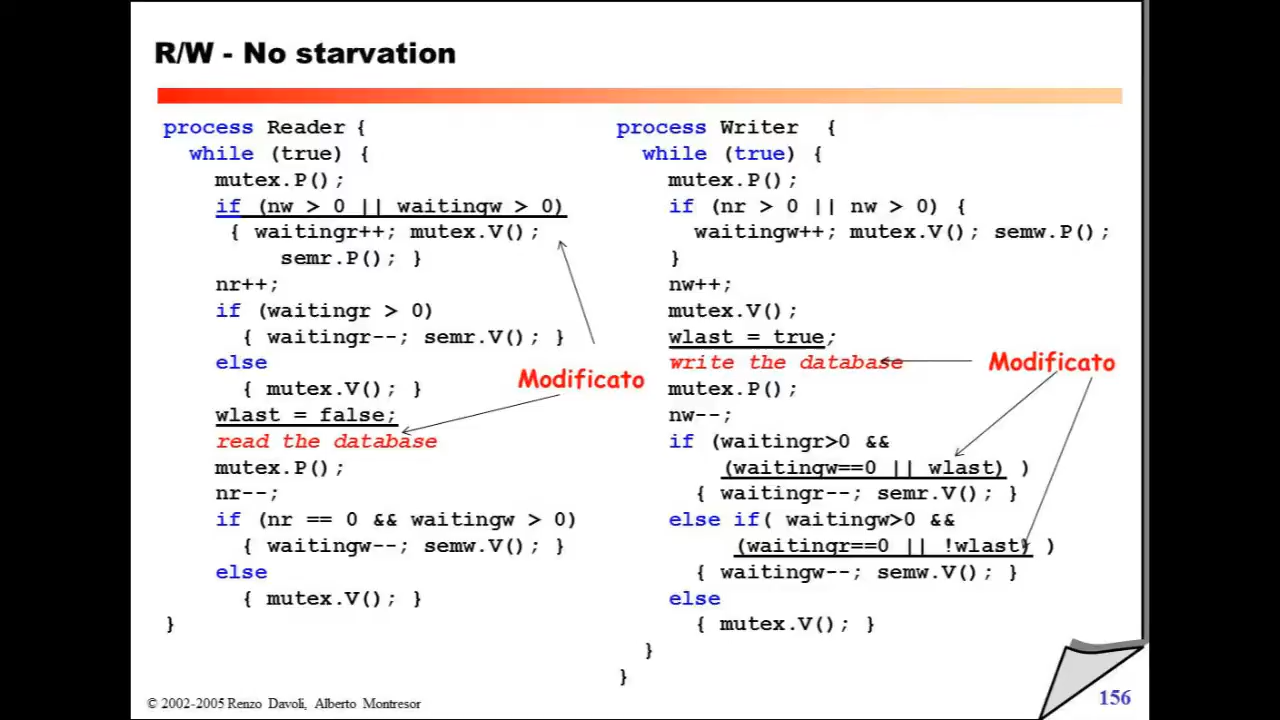 R/W - No starvation
process Reader {
while (true) {
mutex.P();
if (nw > 0 || waitingw > 0)
{ waitingr++; mutex.V();
semr.P(); }
nr++;
if (waitingr > 0)
{ waitingr--; semr.V(); }
else
{ mutex.V(); }
wlast = false;
read the database
mutex.P();
nr--;
if (nr == 0 && waitingw > 0)
{ waitingw--; semw.V(); }
else
{ mutex.V(); }
}
Modificato
process Writer {
while (true) {
mutex.P();
if (nr > 0 || nw > 0) {
waitingw++; mutex.V(); semw.P();
}
nw++;
mutex.V();
wlast = true;
write the database
mutex.P();
nw--;
if (waitingr>0 &&
(waitingw==0 || wlast) )
{ waitingr--; semr.V(); }
else if( waitingw>0 &&
(waitingr==0 || !wlast) )
{ waitingw--; semw.V(); }
else
{ mutex.V(); }
}
}
Modificato
© 2002-2005 Renzo Davoli, Alberto Montresor
156